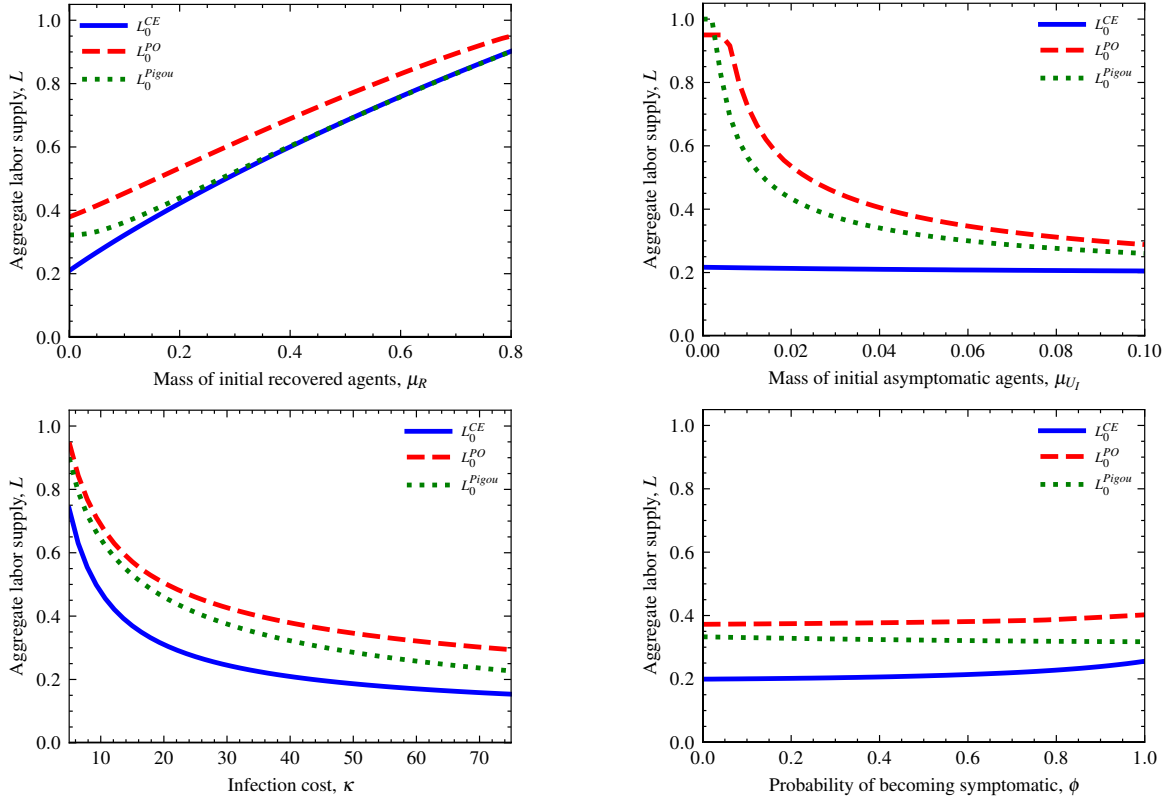 Aggregate labor supply, L
1.0
0.8
0.6
0.4
0.2
0.0
L_0^{CE}
L_0^{PO}
L_0^{Pigou}
0.0 0.2 0.4 0.6 0.8
Mass of initial recovered agents, μ_R
Aggregate labor supply, L
1.0
0.8
0.6
0.4
0.2
0.0
L_0^{CE}
L_0^{PO}
L_0^{Pigou}
0.00 0.02 0.04 0.06 0.08 0.10
Mass of initial asymptomatic agents, μ_{U_I}
Aggregate labor supply, L
1.0
0.8
0.6
0.4
0.2
0.0
L_0^{CE}
L_0^{PO}
L_0^{Pigou}
10 20 30 40 50 60 70
Infection cost, κ
Aggregate labor supply, L
1.0
0.8
0.6
0.4
0.2
0.0
L_0^{CE}
L_0^{PO}
L_0^{Pigou}
0.0 0.2 0.4 0.6 0.8 1.0
Probability of becoming symptomatic, ϕ